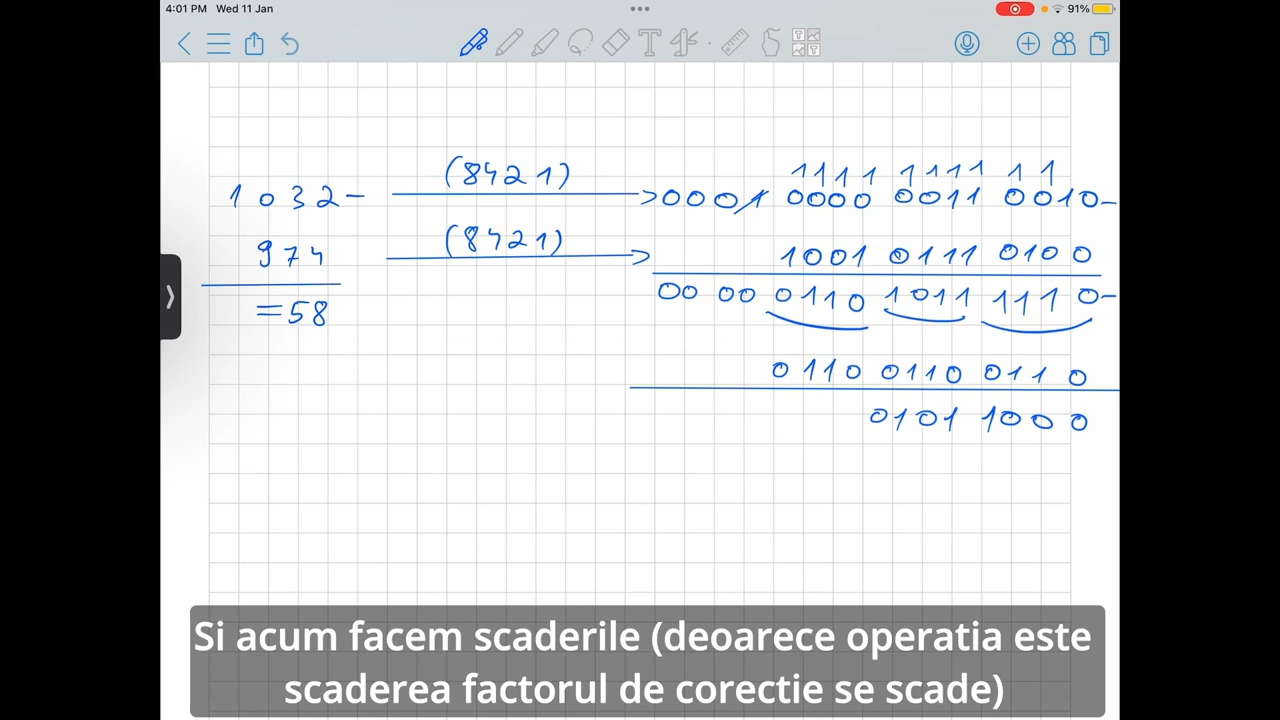 4:01 PM Wed 11 Jan 91%
(8421) 1111 1111 11
1032- 0001 0000 0011 0010-
(8421)
974 1001 0111 0100
0000 0110 1011 1110-
=58
0110 0110 0110
0101 1000
Si acum facem scaderile (deoarece operatia este
scaderea factorul de corectie se scade)